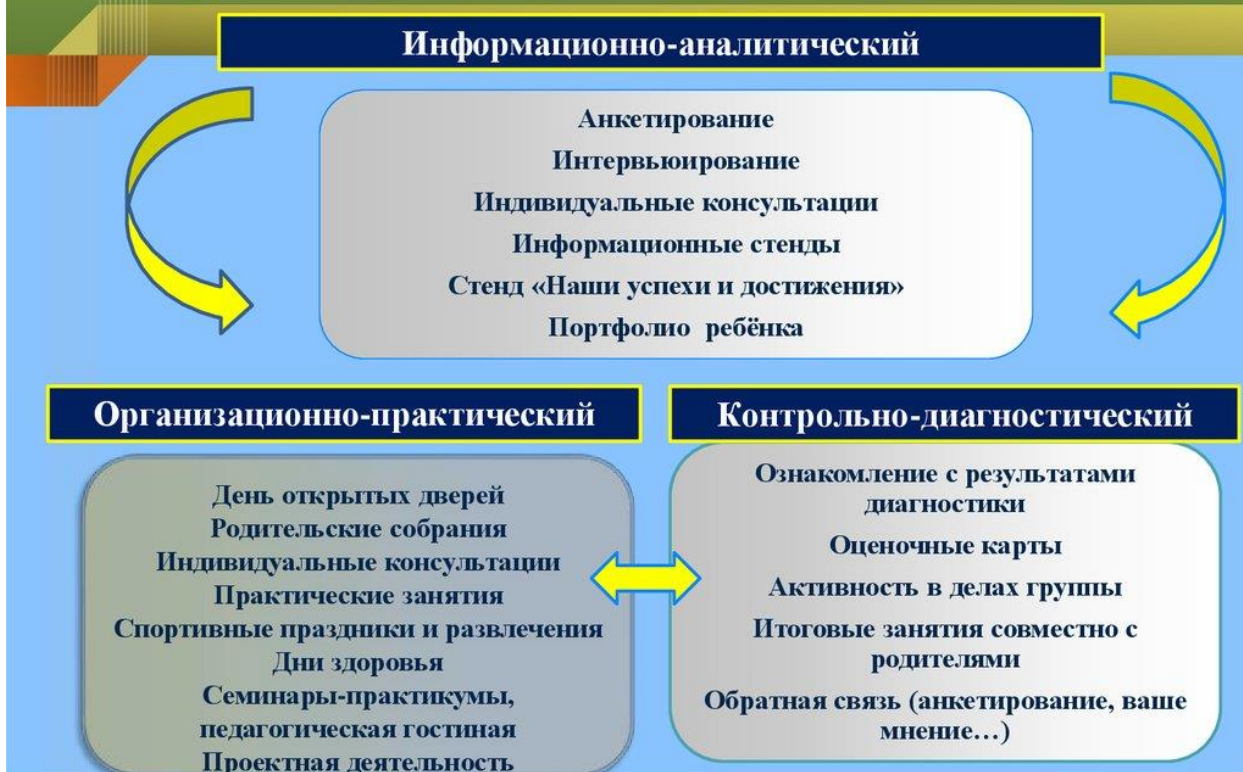 Информационно-аналитический
Анкетирование
Интервьюирование
Индивидуальные консультации
Информационные стенды
Стенд «Наши успехи и достижения»
Портфолио ребёнка
Организационно-практический
День открытых дверей
Родительские собрания
Индивидуальные консультации
Практические занятия
Спортивные праздники и развлечения
Дни здоровья
Семинары-практикумы,
педагогическая гостиная
Проектная деятельность
Контрольно-диагностический
Ознакомление с результатами
диагностики
Оценочные карты
Активность в делах группы
Итоговые занятия совместно с
родителями
Обратная связь (анкетирование, ваше
мнение…)